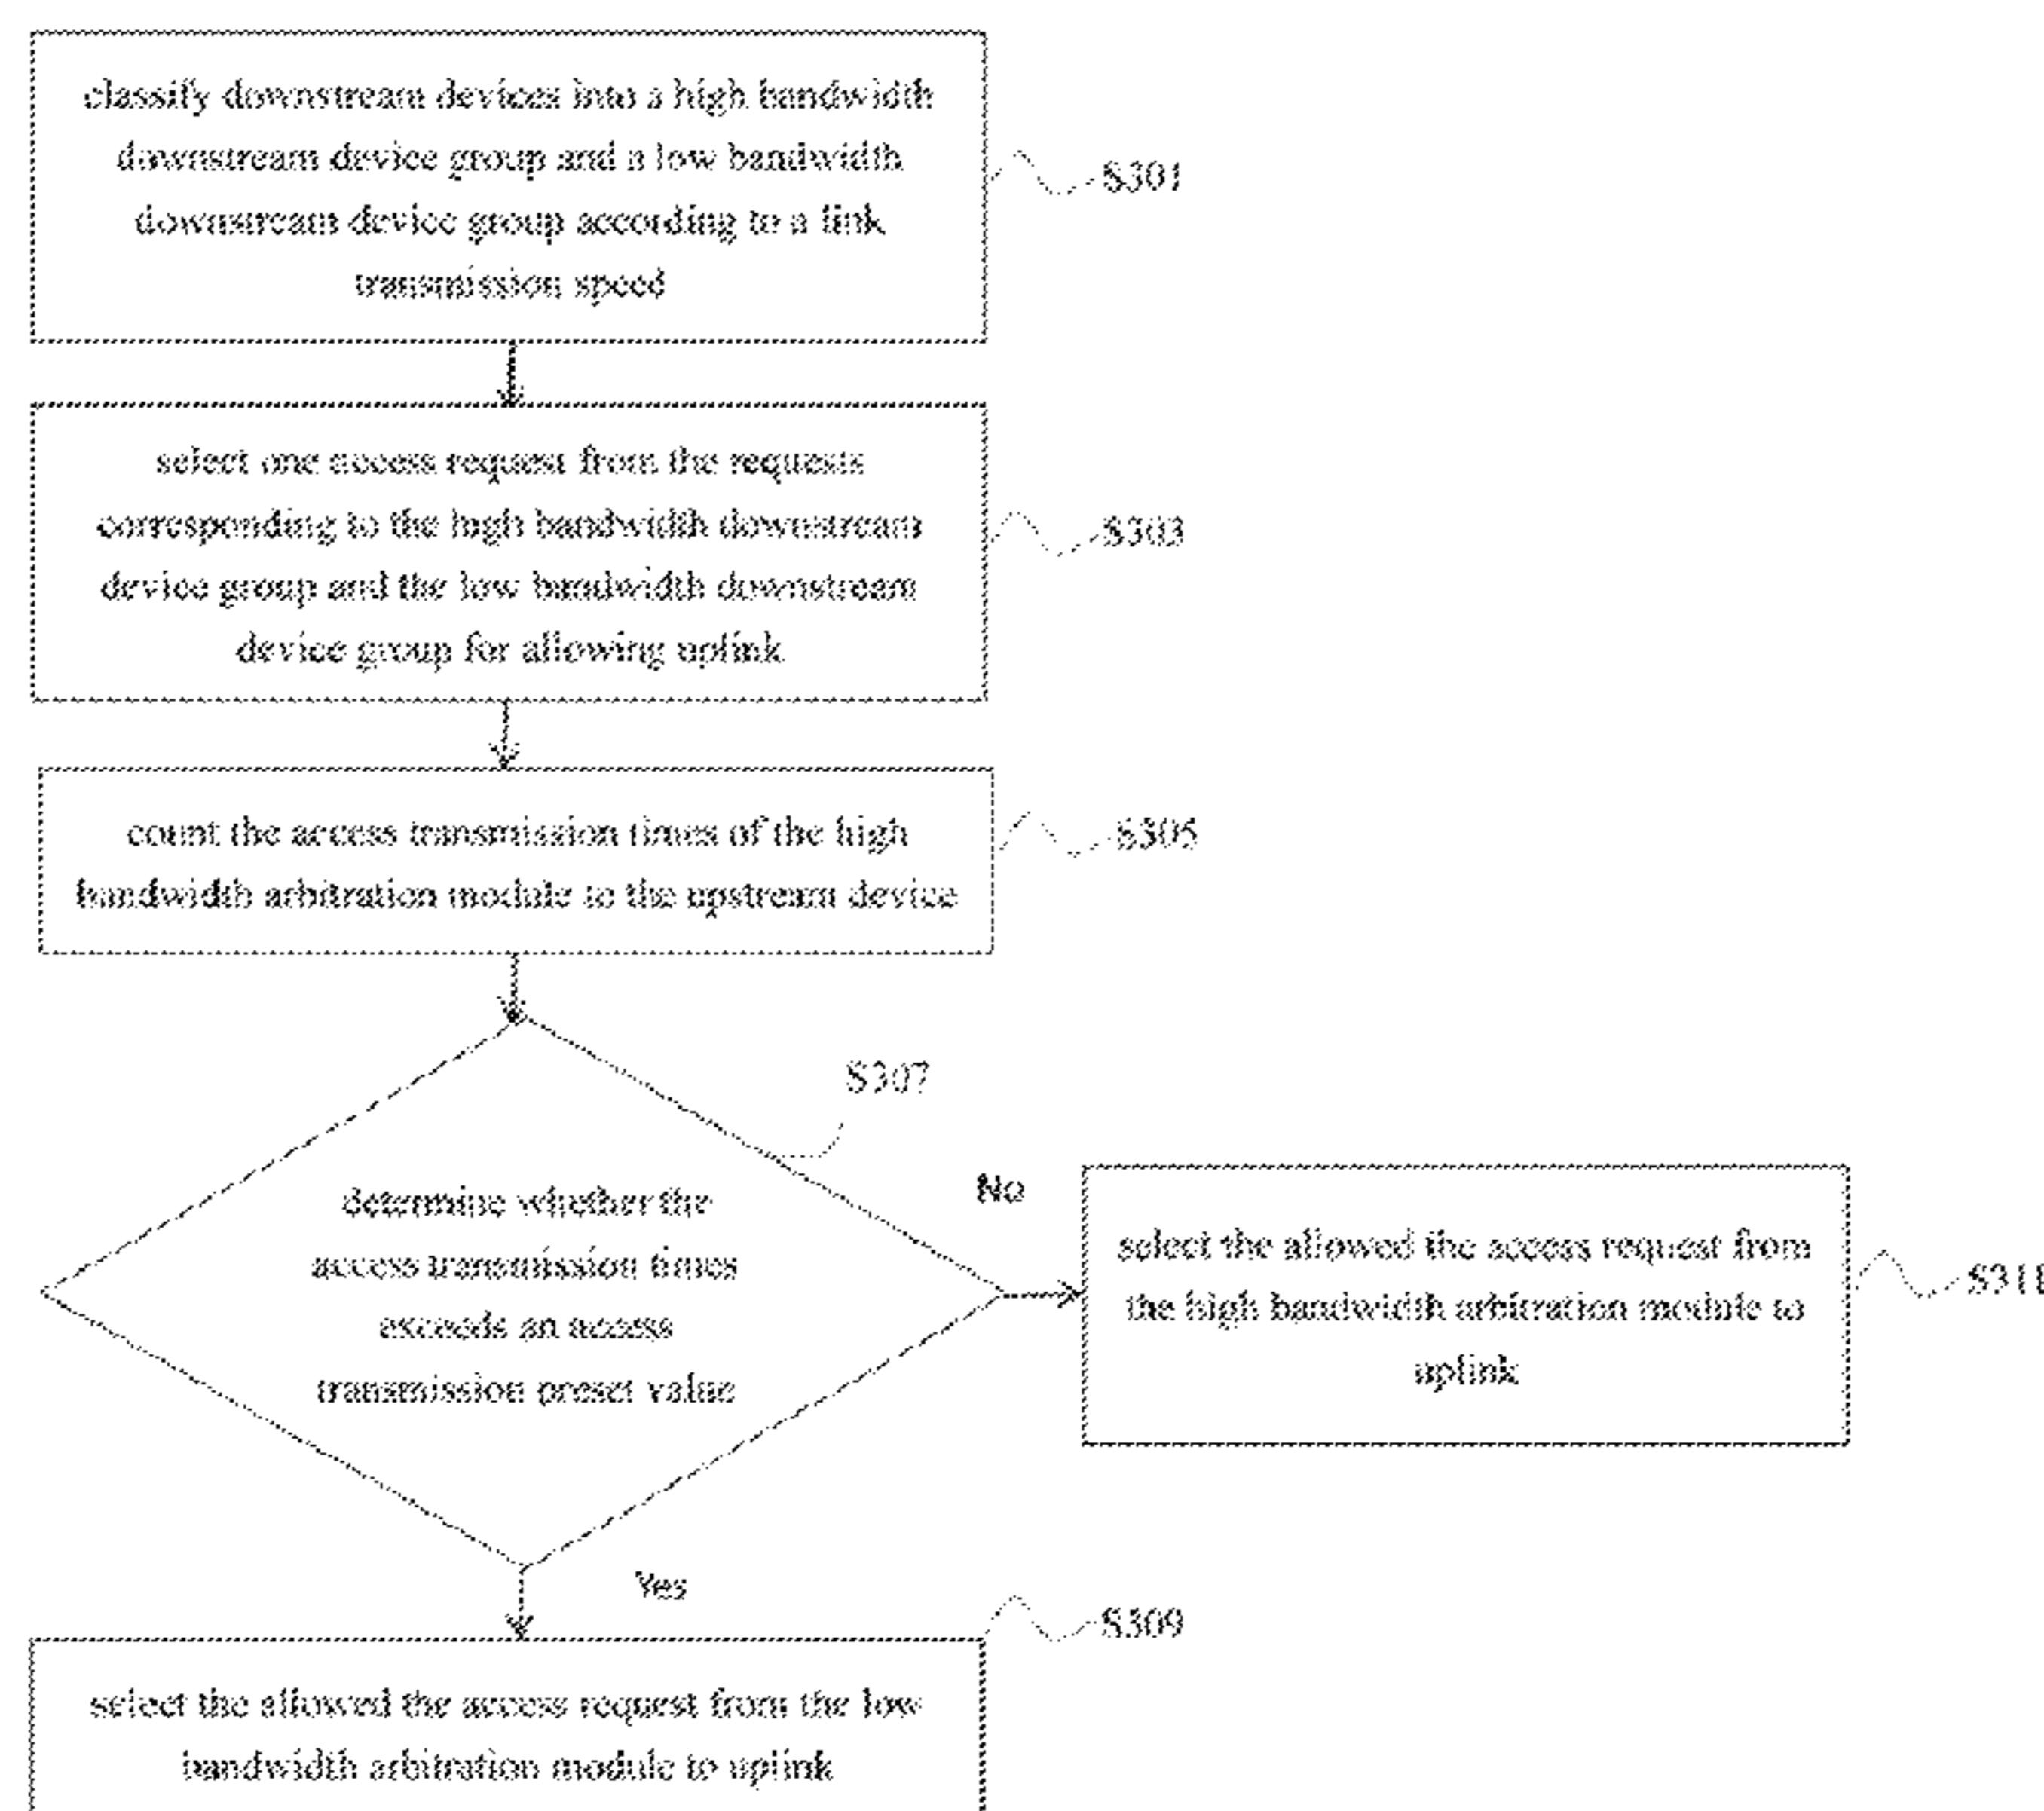 classify downstream devices into a high bandwidth
downstream device group and a low bandwidth
downstream device group according to a link
transmission speed
S301
select one access request from the requests
corresponding to the high bandwidth downstream
device group and the low bandwidth downstream
device group for allowing uplink
S303
count the access transmission times of the high
bandwidth arbitration module to the upstream device
S305
S307
determine whether the
access transmission times
exceeds an access
transmission preset value
No
select the allowed the access request from
the high bandwidth arbitration module to
uplink
S311
Yes
S309
select the allowed the access request from the low
bandwidth arbitration module to uplink